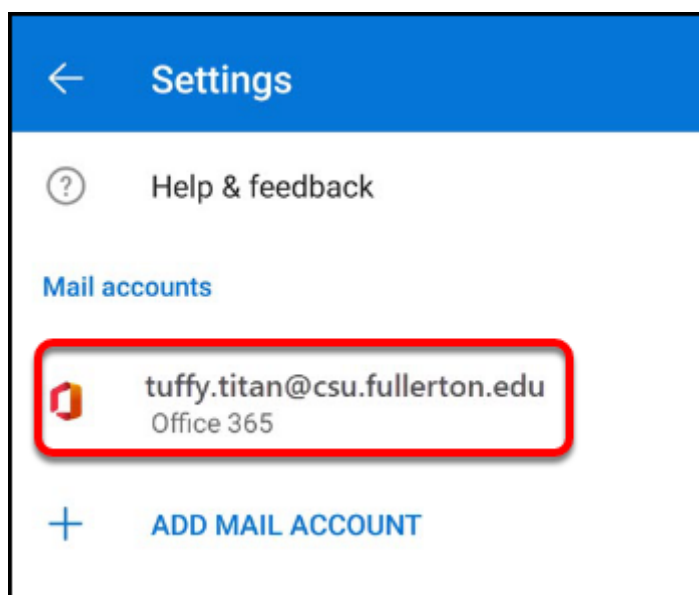 Settings
Help & feedback
Mail accounts
tuffy.titan@csu.fullerton.edu
Office 365
ADD MAIL ACCOUNT